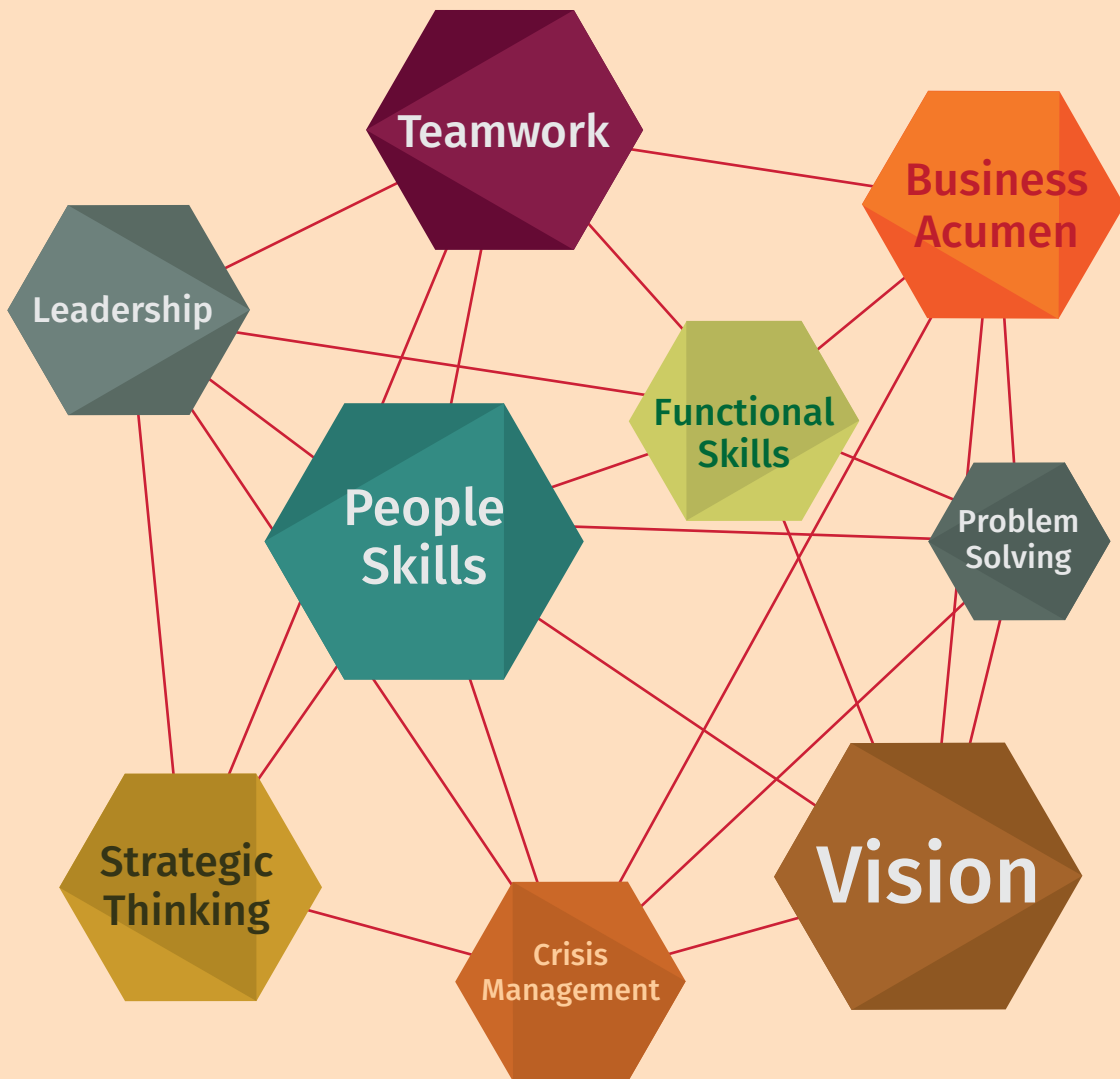 Teamwork
Business
Acumen
Leadership
Functional
Skills
People
Skills
Problem
Solving
Strategic
Thinking
Vision
Crisis
Management